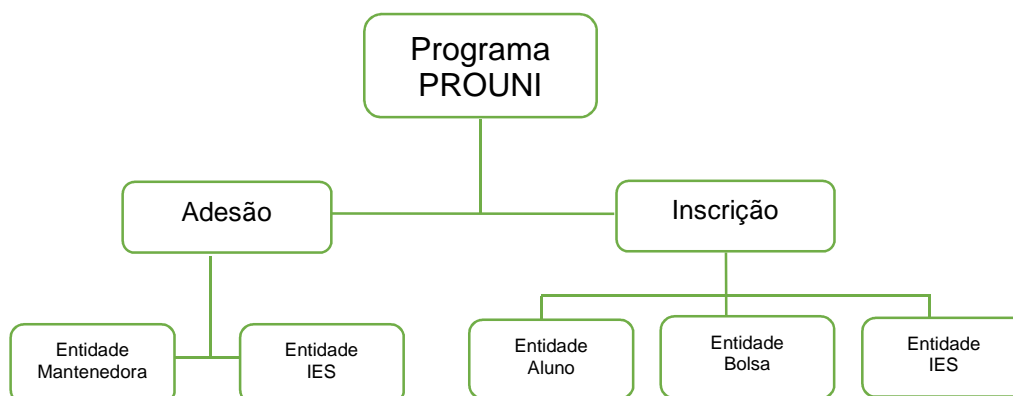 Programa
PROUNI
Adesão
Inscrição
Entidade
Mantenedora
Entidade
IES
Entidade
Aluno
Entidade
Bolsa
Entidade
IES